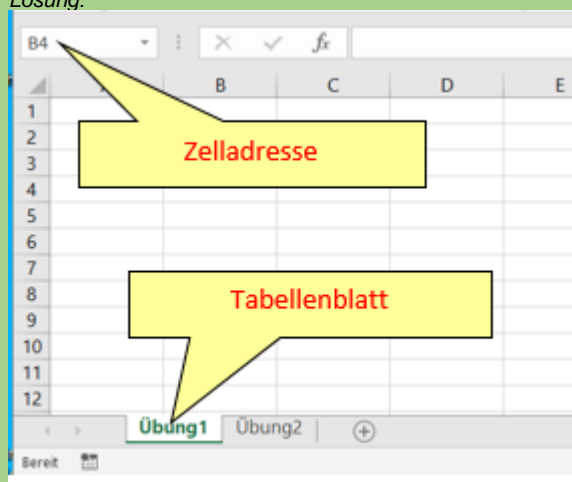 Lösung:
B4 fx
B C D E
1
2
Zelladresse
3
4
5
6
7
8
Tabellenblatt
9
10
11
12
Übung1 Übung2
Bereit